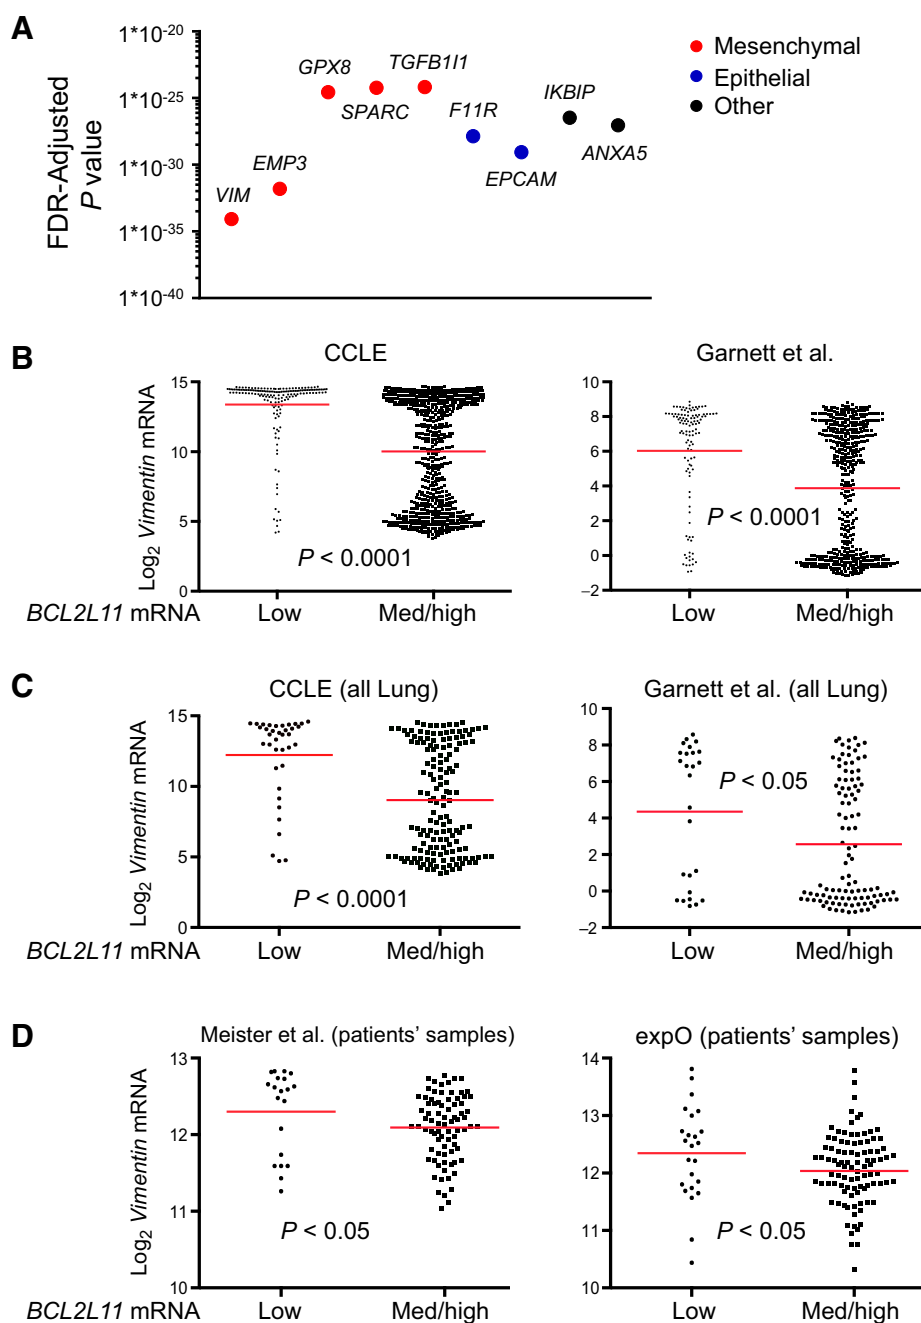 A
FDR-Adjusted
P value
1*10-20
1*10-25
1*10-30
1*10-35
1*10-40
VIM
EMP3
GPX8
SPARC
TGFB1I1
F11R
EPCAM
IKBIP
ANXA5
Mesenchymal
Epithelial
Other
B
CCLE
Log2 Vimentin mRNA
15
10
5
0
P < 0.0001
BCL2L11 mRNA
Low
Med/high
Garnett et al.
10
8
6
4
2
0
–2
P < 0.0001
Low
Med/high
C
CCLE (all Lung)
Log2 Vimentin mRNA
15
10
5
0
P < 0.0001
BCL2L11 mRNA
Low
Med/high
Garnett et al. (all Lung)
10
8
6
4
2
0
–2
P < 0.05
Low
Med/high
D
Meister et al. (patients’ samples)
Log2 Vimentin mRNA
13
12
11
10
P < 0.05
BCL2L11 mRNA
Low
Med/high
expO (patients’ samples)
14
13
12
11
10
P < 0.05
Low
Med/high